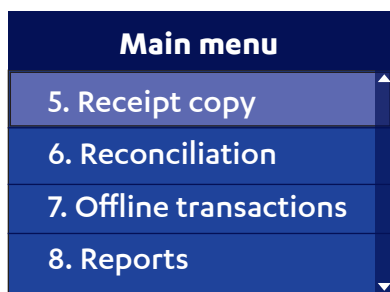 Main menu
5. Receipt copy
6. Reconciliation
7. Offline transactions
8. Reports